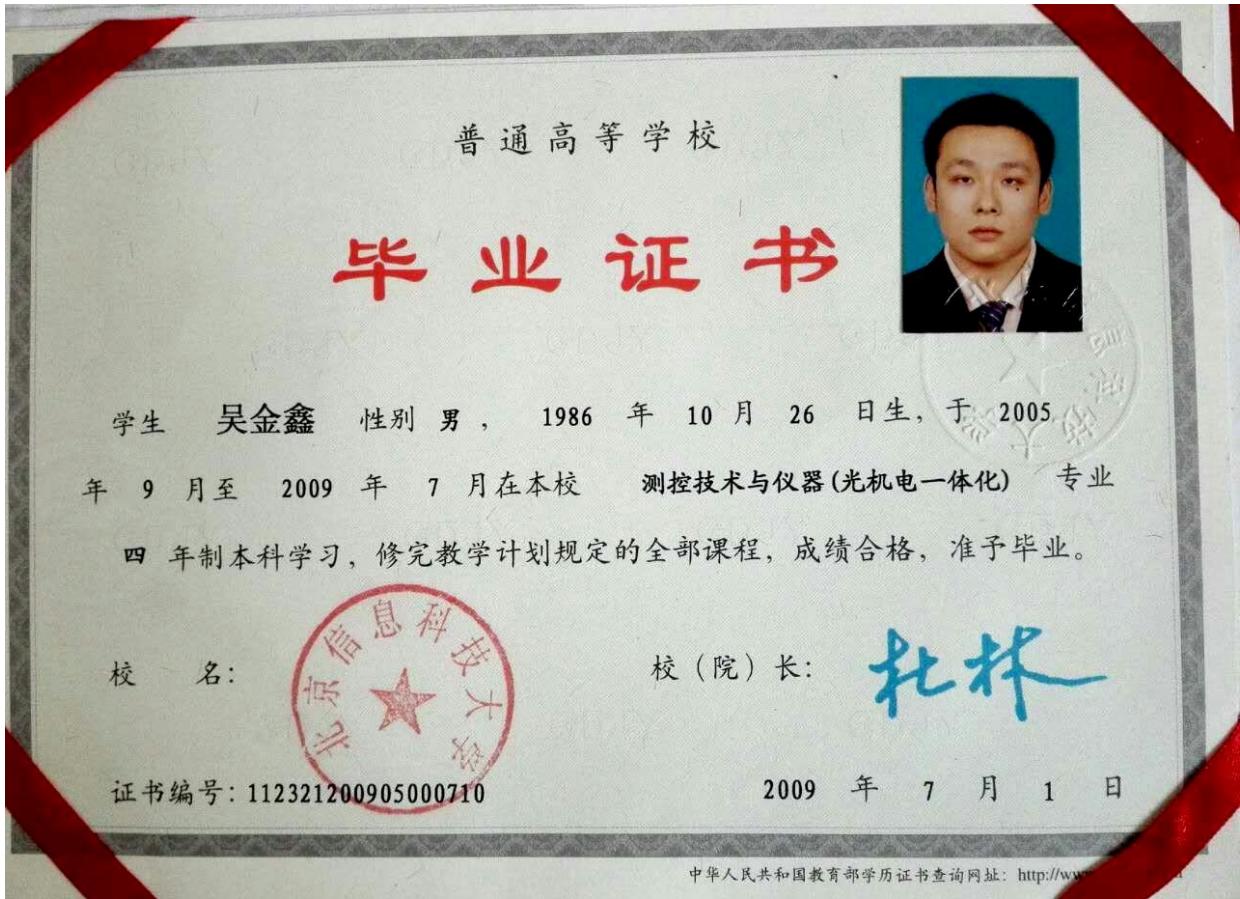 普通高等学校
毕业证书
学生 吴金鑫 性别 男， 1986 年 10 月 26 日生，于 2005
年 9 月至 2009 年 7 月在本校 测控技术与仪器(光机电一体化) 专业
四 年制本科学习，修完教学计划规定的全部课程，成绩合格，准予毕业。
北京信息科技大学
校 名： 校（院）长： 杜林
证书编号：112321200905000710 2009 年 7 月 1 日
中华人民共和国教育部学历证书查询网址：http://ww